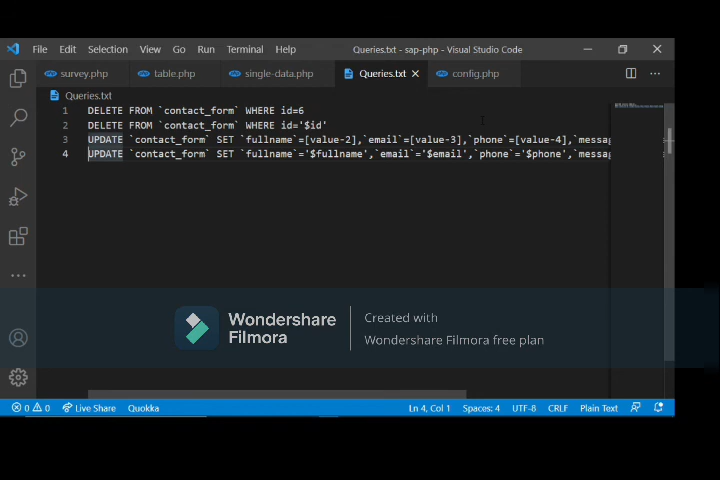 File Edit Selection View Go Run Terminal Help Queries.txt - sap-php - Visual Studio Code
survey.php table.php single-data.php Queries.txt config.php
Queries.txt
1 DELETE FROM `contact_form` WHERE id=6
2 DELETE FROM `contact_form` WHERE id='$id'
3 UPDATE `contact_form` SET `fullname`=[value-2],`email`=[value-3],`phone`=[value-4],`messag
4 UPDATE `contact_form` SET `fullname`='$fullname',`email`='$email',`phone`='$phone',`messag
Wondershare
Filmora
Created with
Wondershare Filmora free plan
0 0 Live Share Quokka Ln 4, Col 1 Spaces: 4 UTF-8 CRLF Plain Text